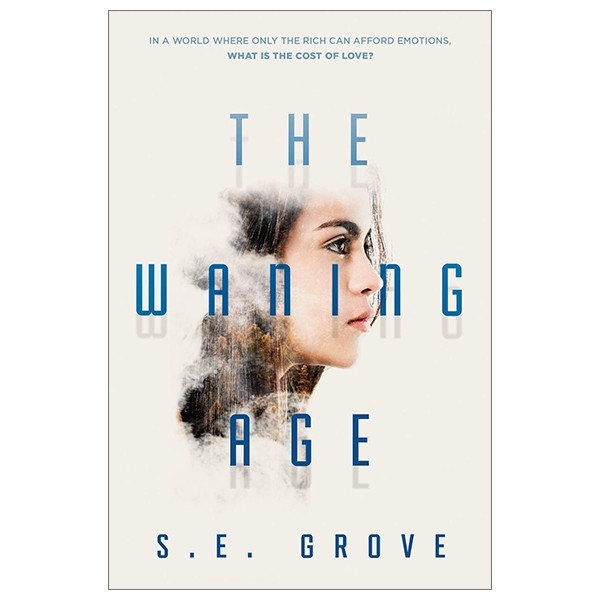 IN A WORLD WHERE ONLY THE RICH CAN AFFORD EMOTIONS,
WHAT IS THE COST OF LOVE?
THE
WANING
AGE
S. E. GROVE